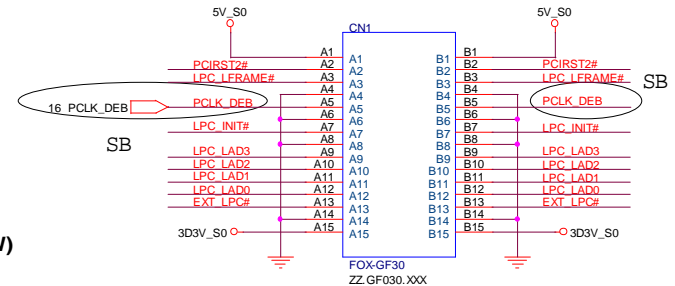 5V_S0 5V_S0
CN1
A1 A1 B1 B1
PCIRST2# A2 A2 B2 B2 PCIRST2#
LPC_LFRAME# A3 A3 B3 B3 LPC_LFRAME# SB
A4 A4 B4 B4
16 PCLK_DEB PCLK_DEB A5 A5 B5 B5 PCLK_DEB
A6 A6 B6 B6
SB LPC_INIT# A7 A7 B7 B7 LPC_INIT#
A8 A8 B8 B8
LPC_LAD3 A9 A9 B9 B9 LPC_LAD3
LPC_LAD2 A10 A10 B10 B10 LPC_LAD2
LPC_LAD1 A11 A11 B11 B11 LPC_LAD1
LPC_LAD0 A12 A12 B12 B12 LPC_LAD0
EXT_LPC# A13 A13 B13 B13 EXT_LPC#
A14 A14 B14 B14
3D3V_S0 A15 A15 B15 B15 3D3V_S0
FOX-GF30
ZZ.GF030.XXX